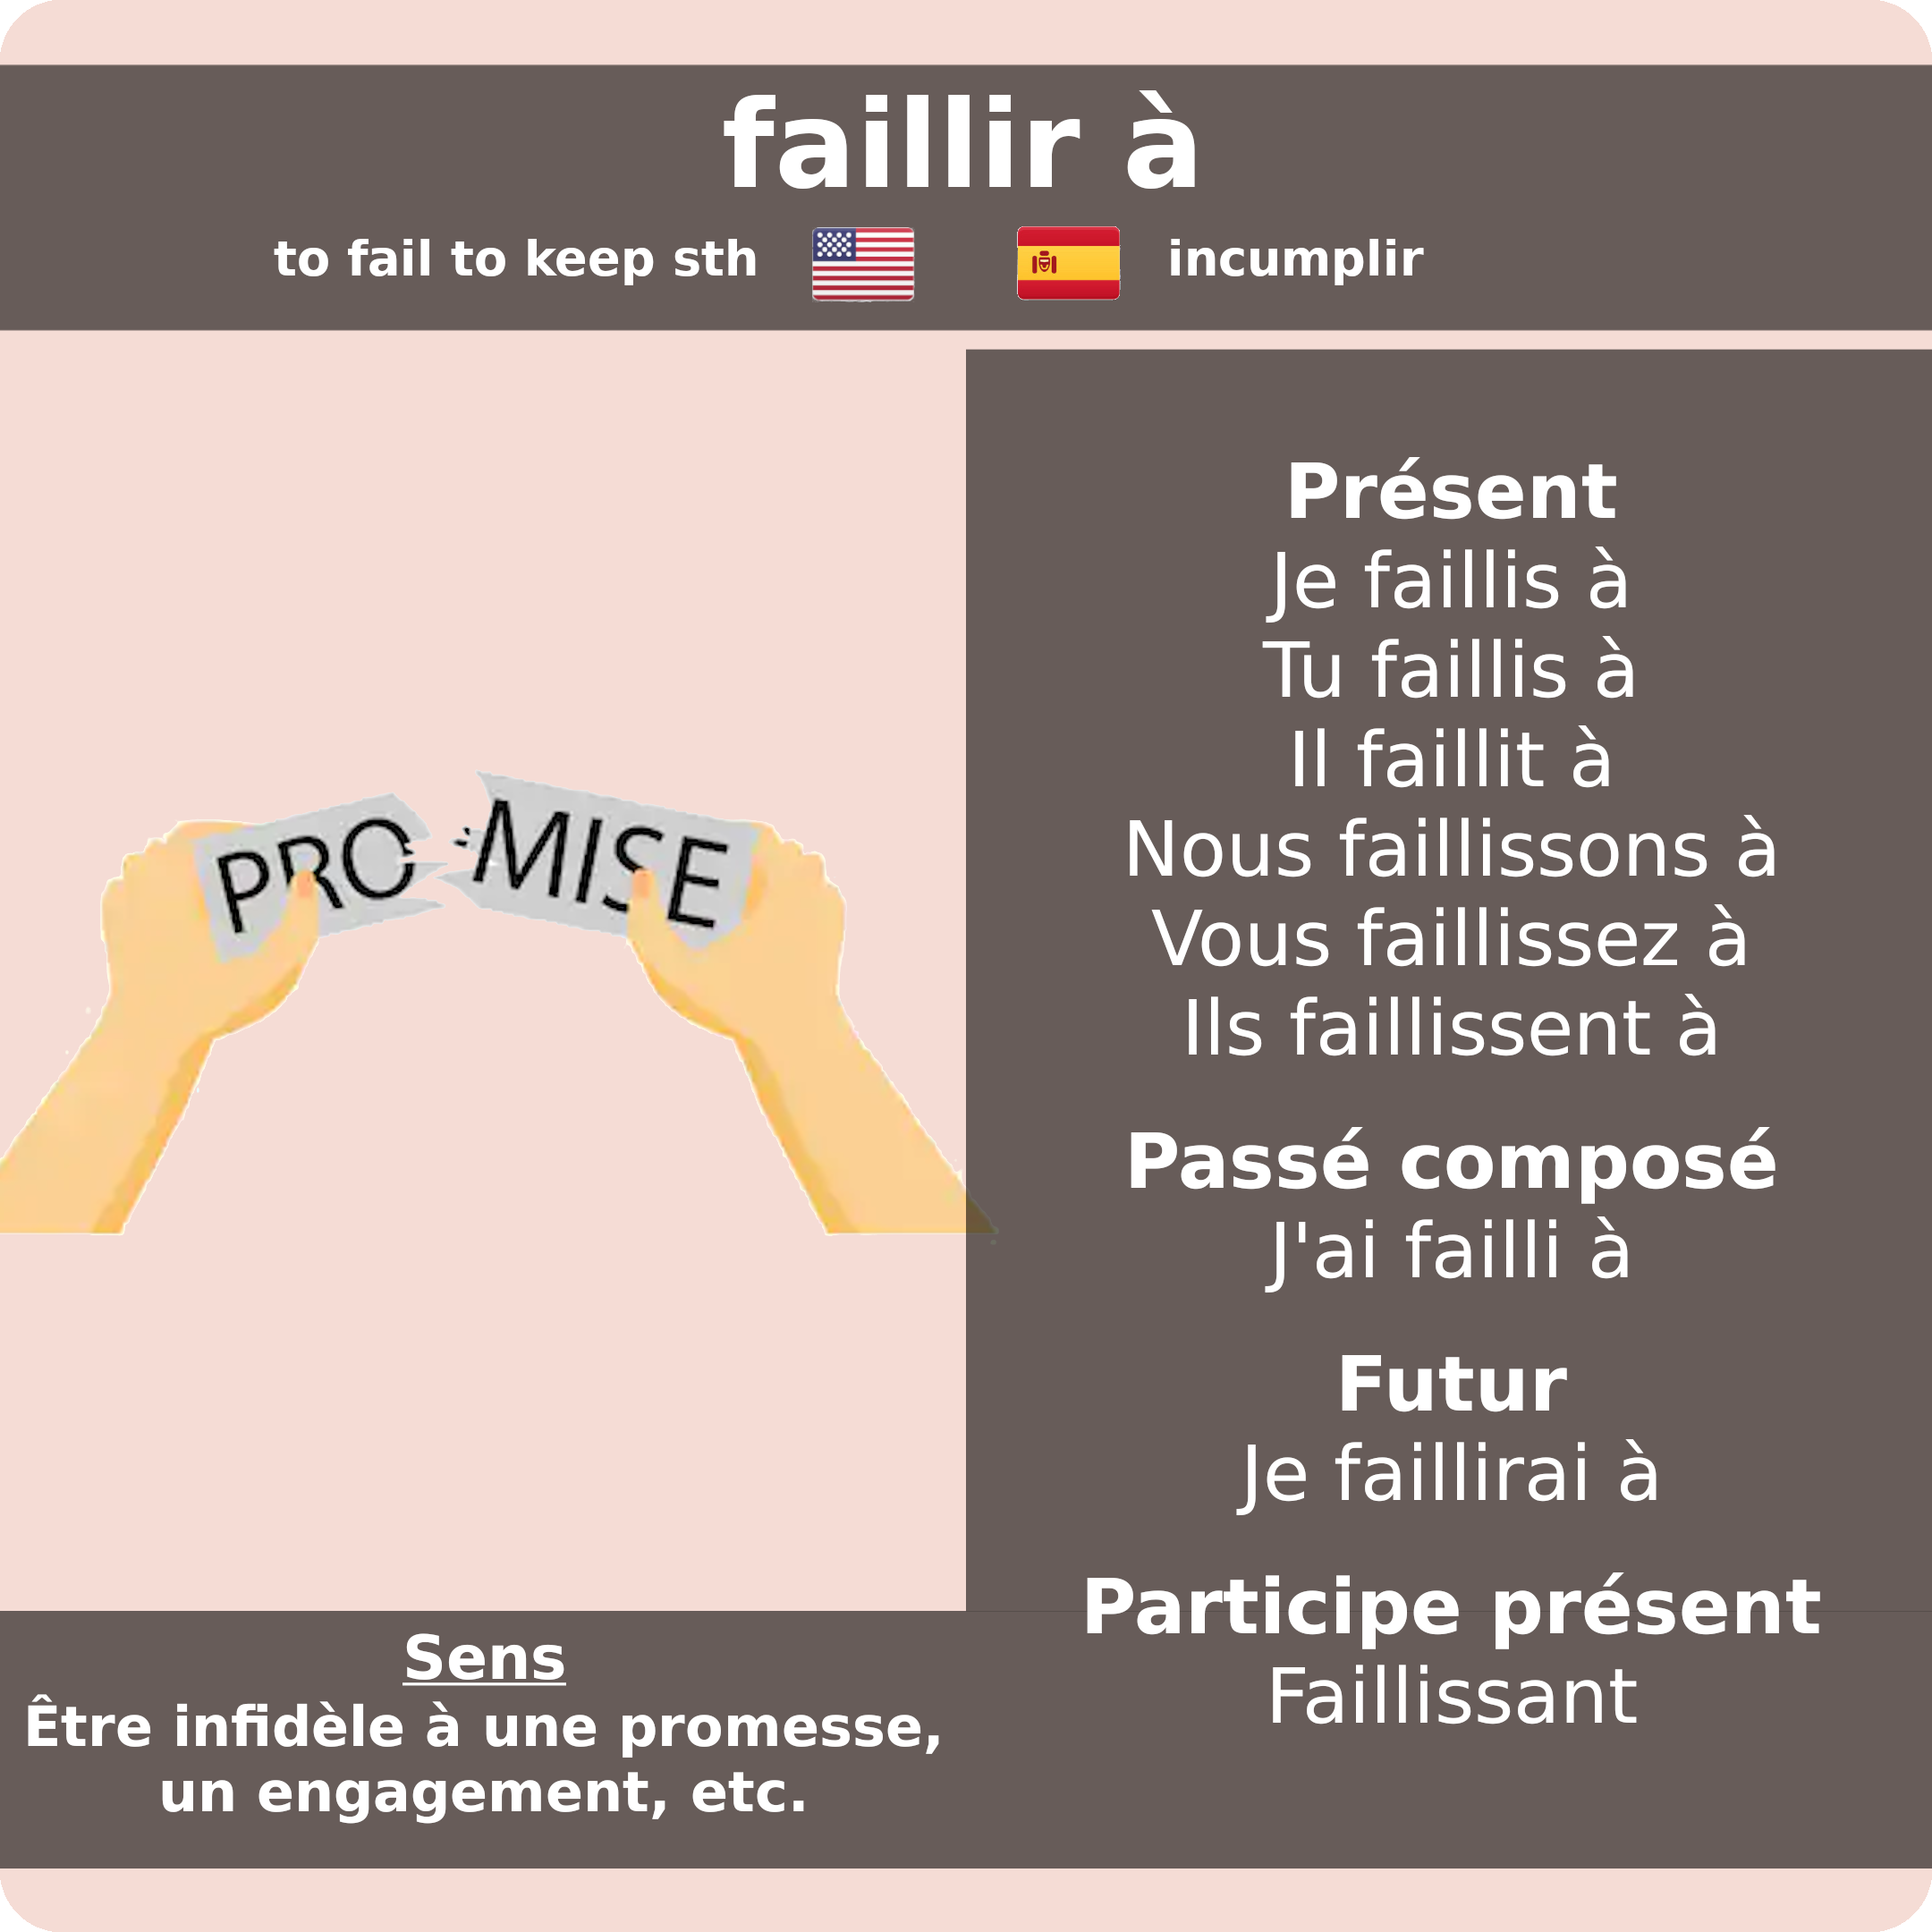 faillir à
to fail to keep sth
incumplir
PROMISE
Présent
Je faillis à
Tu faillis à
Il faillit à
Nous faillissons à
Vous faillissez à
Ils faillissent à
Passé composé
J'ai failli à
Futur
Je faillirai à
Participe présent
Faillissant
Sens
Être infidèle à une promesse,
un engagement, etc.